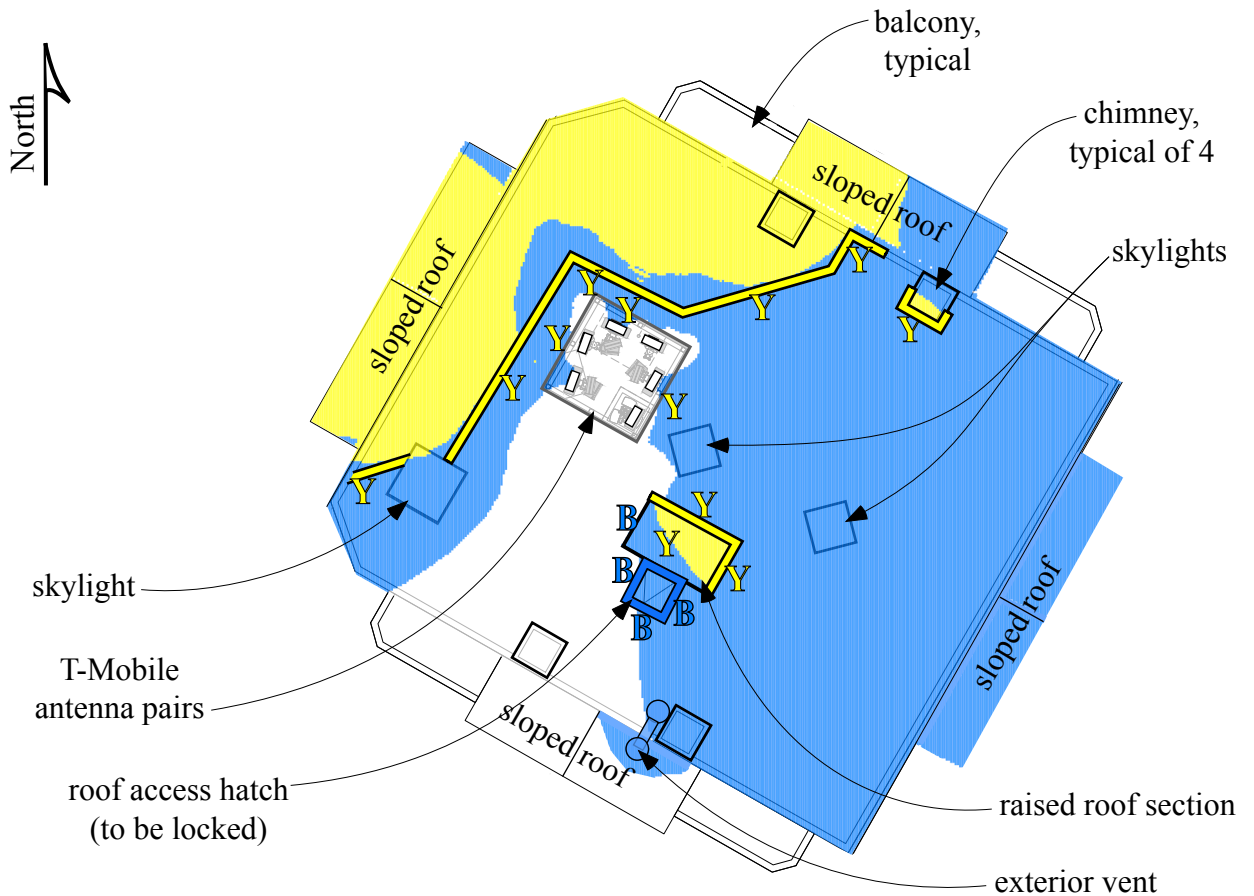 balcony,
typical
North
chimney,
typical of 4
sloped roof
skylights
sloped roof
Y
Y
Y
Y
Y
Y
Y
Y
Y
Y
B
Y
Y
Y
B
B
B
skylight
sloped roof
T-Mobile
antenna pairs
sloped roof
roof access hatch
(to be locked)
raised roof section
exterior vent